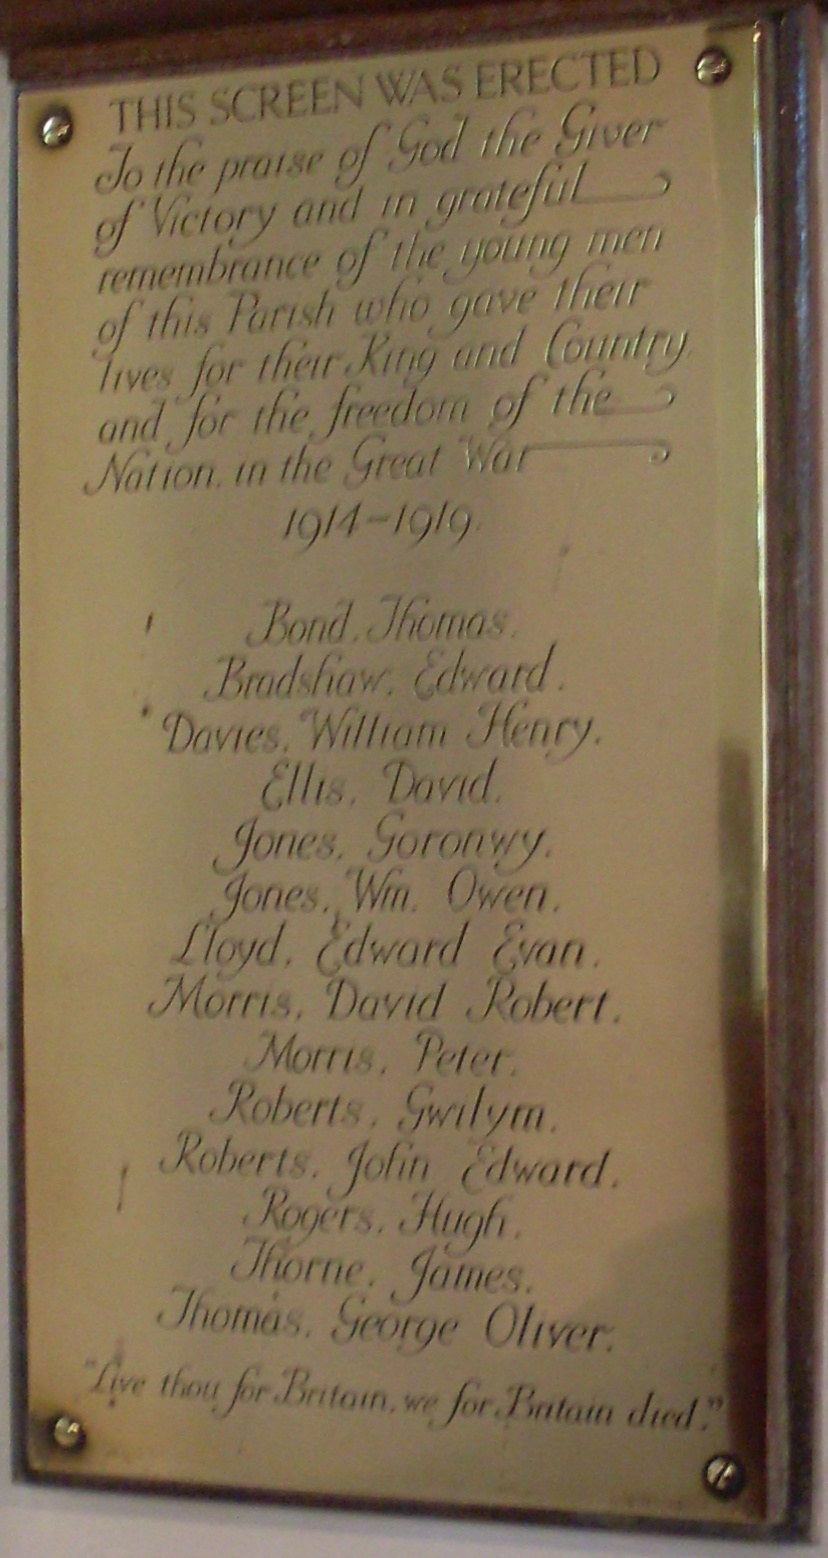 THIS SCREEN WAS ERECTED
To the praise of God the Giver
of Victory and in grateful
remembrance of the young men
of this Parish who gave their
lives for their King and Country
and for the freedom of the
Nation, in the Great War
1914-1919.
Bond, Thomas.
Bradshaw, Edward.
Davies, William Henry.
Ellis, David.
Jones, Goronwy.
Jones, Wm. Owen.
Lloyd, Edward Evan.
Morris, David Robert.
Morris, Peter.
Roberts, Gwilym.
Roberts, John Edward.
Rogers, Hugh.
Thorne, James.
Thomas, George Oliver.
"Live thou for Britain, we for Britain died."